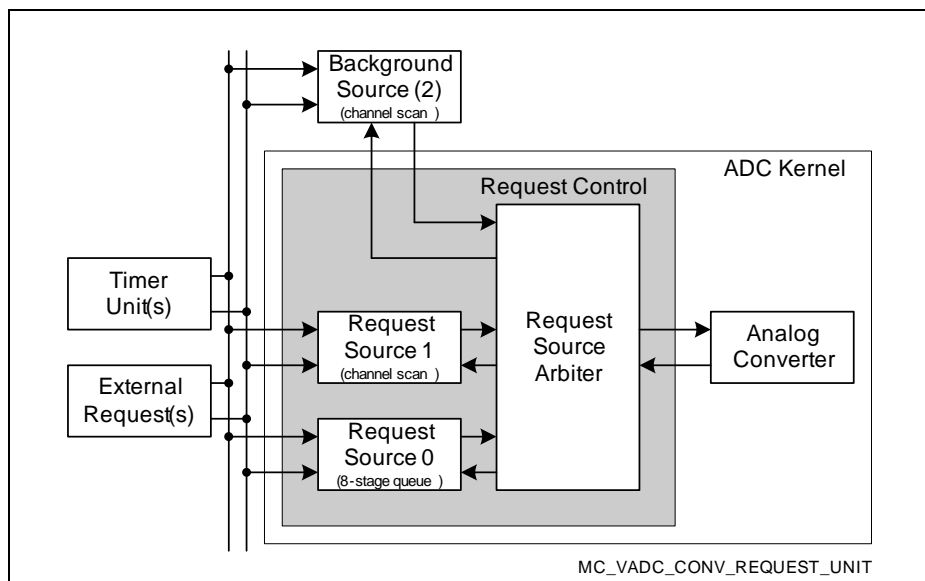 Background
Source (2)
(channel scan )
ADC Kernel
Request Control
Timer
Unit(s)
External
Request(s)
Request
Source 1
(channel scan )
Request
Source 0
(8-stage queue )
Request
Source
Arbiter
Analog
Converter
MC_VADC_CONV_REQUEST_UNIT